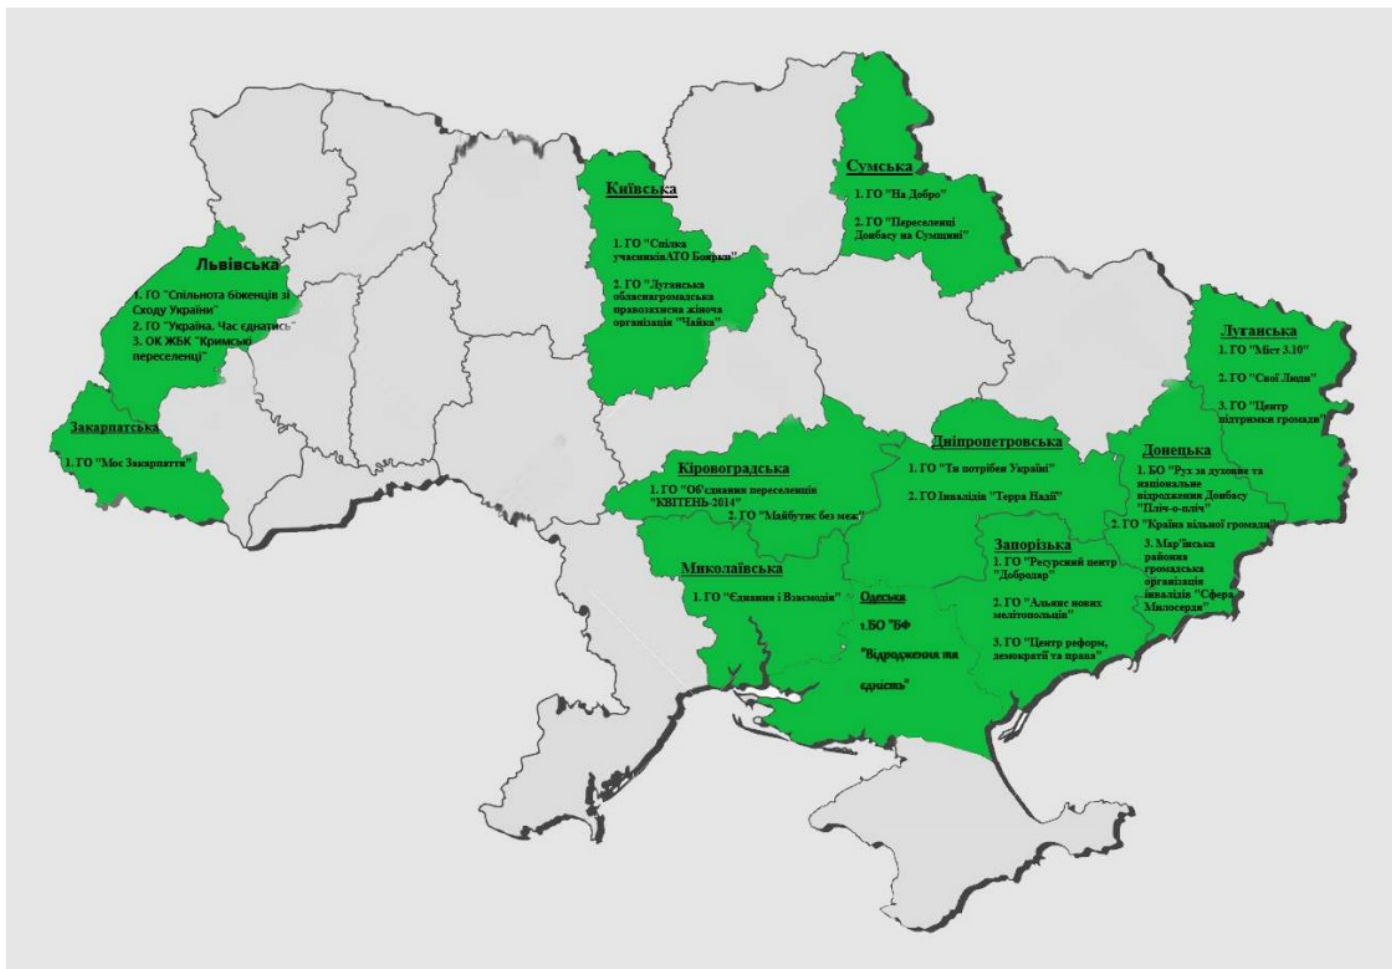 Сумська
1. ГО "На Добро"
2. ГО "Переселенці
Донбасу на Сумщині"
Київська
1. ГО "Спілка
учасниківАТО Боярки"
2. ГО "Луганська
обласнагромадська
правозахисна жіноча
організація "Чайка"
Львівська
1. ГО "Спільнота біженців зі
Сходу України"
2. ГО "Україна. Час єднатись"
3. ОК ЖБК "Кримські
переселенці"
Закарпатська
1. ГО "Моє Закарпаття"
Луганська
1. ГО "Міст 3.10"
2. ГО "Свої Люди"
3. ГО "Центр
підтримки громади"
Кіровоградська
1. ГО "Об'єднання переселенців
"КВІТЕНЬ-2014"
2. ГО "Майбутнє без меж"
Дніпропетровська
1. ГО "Ти потрібен Україні"
2. ГО Інвалідів "Терра Надії"
Донецька
1. БО "Рух за духовне та
національне
відродження Донбасу
"Пліч-о-пліч"
2. ГО "Країна вільної громади"
3. Мар'їнська
районна
громадська
організація
інвалідів "Сфера
Милосердя"
Миколаївська
1. ГО "Єднання і Взаємодія"
Одеська
1.БО "БФ
"Відродження та
єдність"
Запорізька
1. ГО "Ресурсний центр
"Добродар"
2. ГО "Альянс нових
мелітопольців"
3. ГО "Центр реформ,
демократії та права"